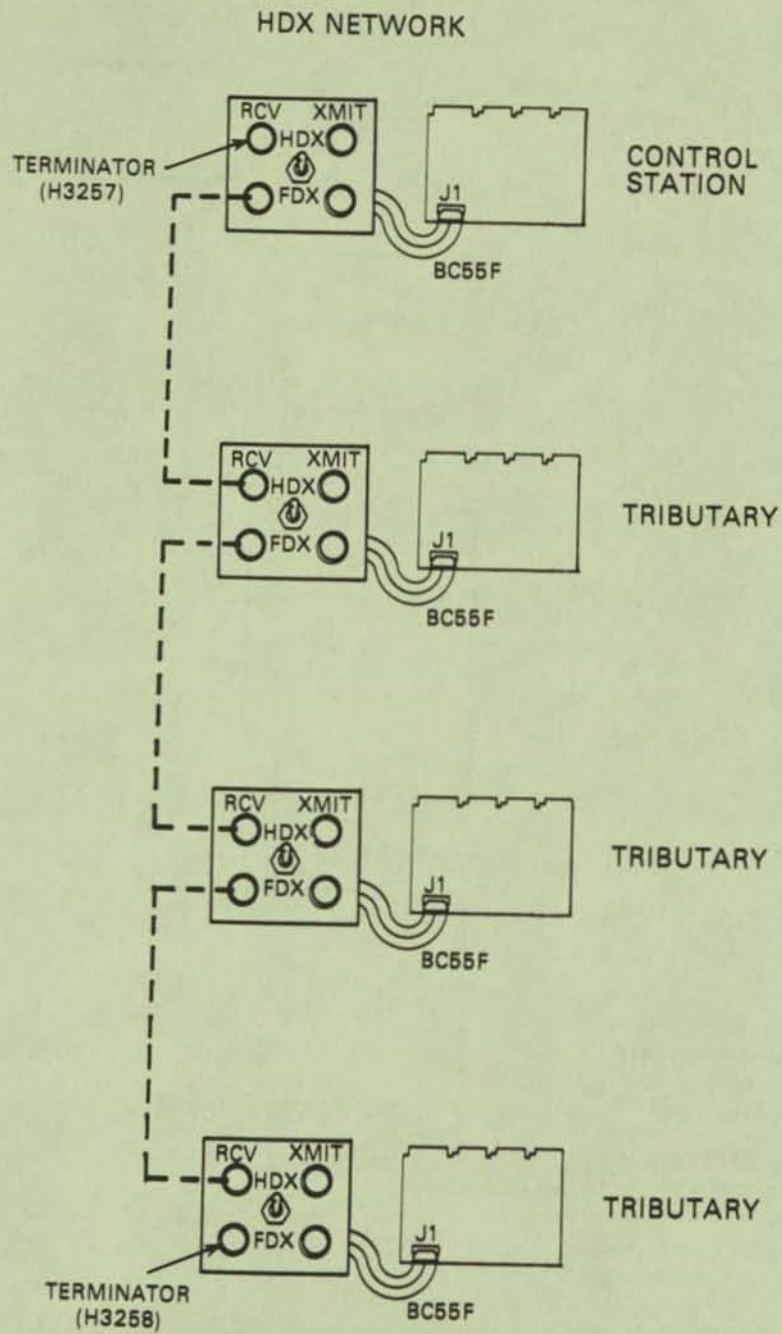 HDX NETWORK
RCV XMIT
HDX
FDX
TERMINATOR
(H3257)
J1
BC55F
CONTROL
STATION
RCV XMIT
HDX
FDX
J1
BC55F
TRIBUTARY
RCV XMIT
HDX
FDX
J1
BC55F
TRIBUTARY
RCV XMIT
HDX
FDX
TERMINATOR
(H3258)
J1
BC55F
TRIBUTARY